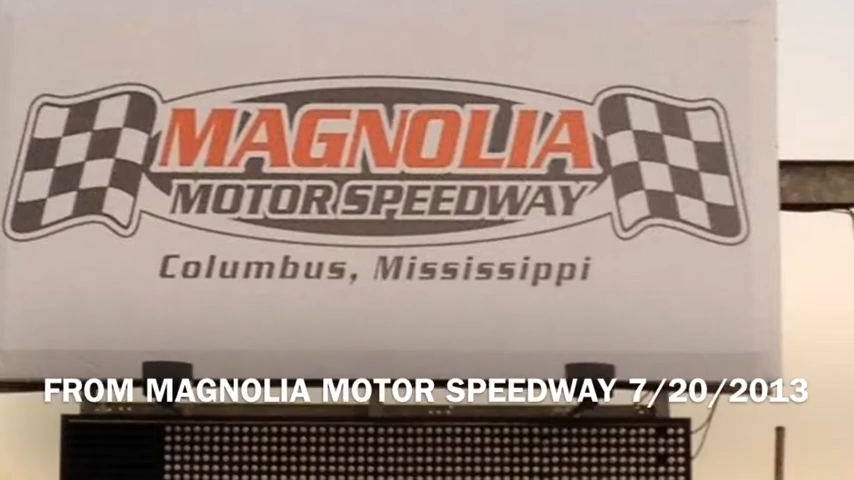 MAGNOLIA
MOTOR SPEEDWAY
Columbus, Mississippi
FROM MAGNOLIA MOTOR SPEEDWAY 7/20/2013